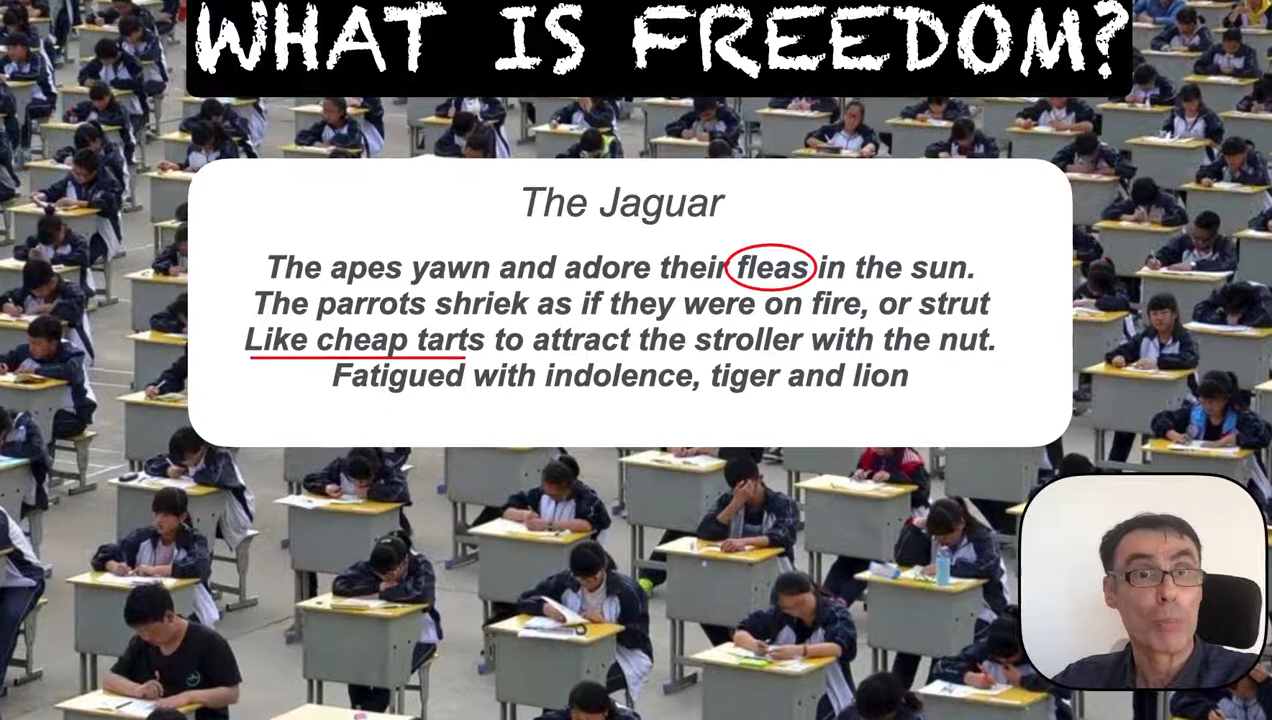 WHAT IS FREEDOM?
The Jaguar
The apes yawn and adore their fleas in the sun.
The parrots shriek as if they were on fire, or strut
Like cheap tarts to attract the stroller with the nut.
Fatigued with indolence, tiger and lion